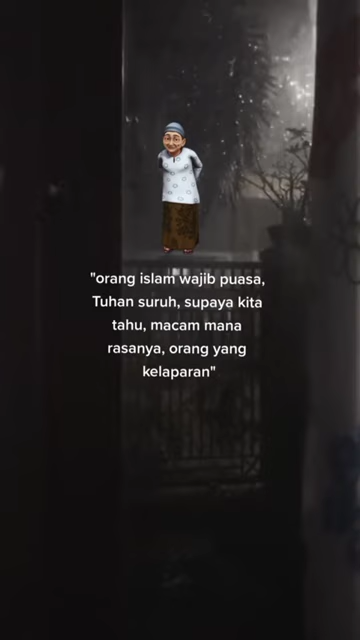 "orang islam wajib puasa,
Tuhan suruh, supaya kita
tahu, macam mana
rasanya, orang yang
kelaparan"